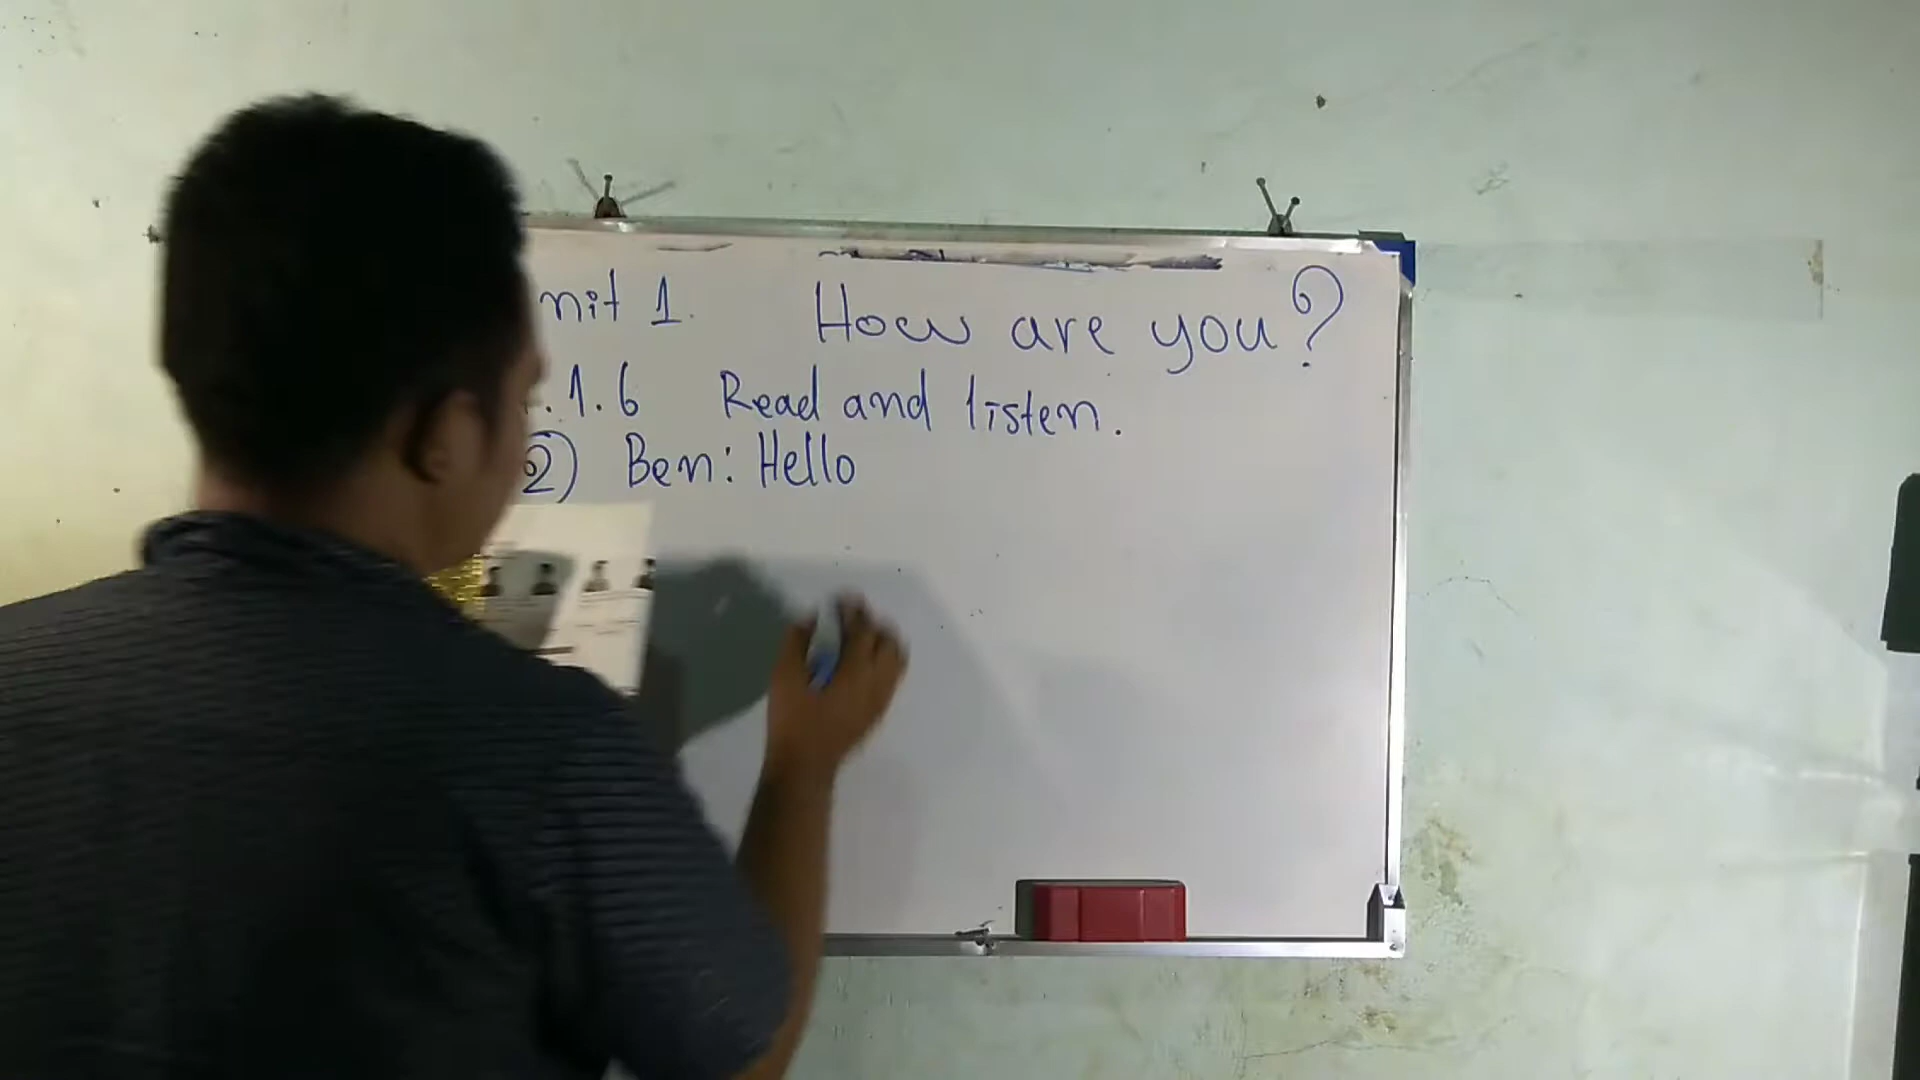 nit 1. How are you?
.1.6 Read and listen.
2) Ben: Hello